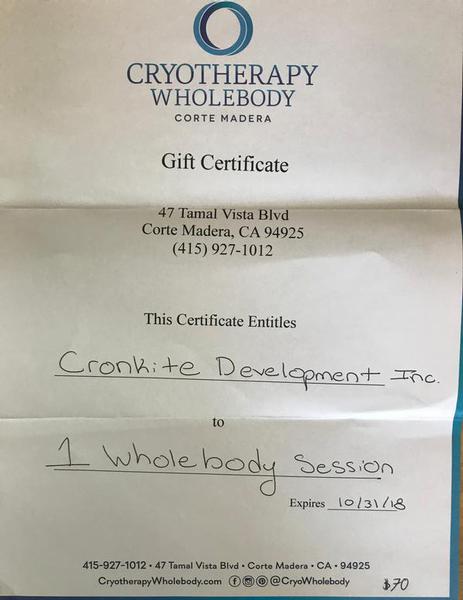 CRYOTHERAPY
WHOLEBODY
CORTE MADERA
Gift Certificate
47 Tamal Vista Blvd
Corte Madera, CA 94925
(415) 927-1012
This Certificate Entitles
Cronkite Development Inc.
to
1 Wholebody Session
Expires 10/31/18
415-927-1012 • 47 Tamal Vista Blvd • Corte Madera • CA • 94925
CryotherapyWholebody.com @CryoWholebody
$70